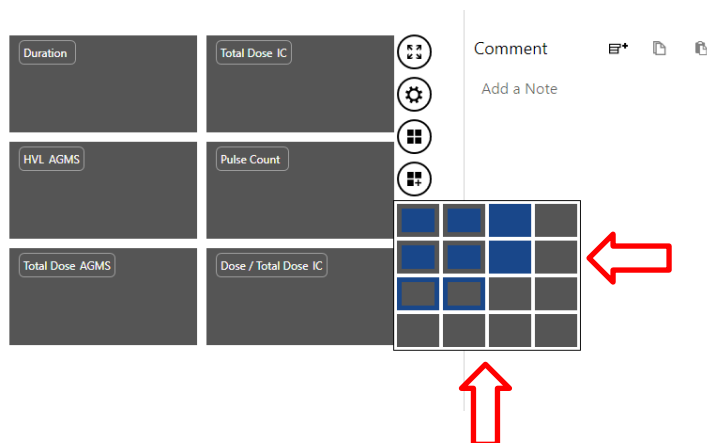 Duration
Total Dose IC
HVL AGMS
Pulse Count
Total Dose AGMS
Dose / Total Dose IC
Comment
Add a Note